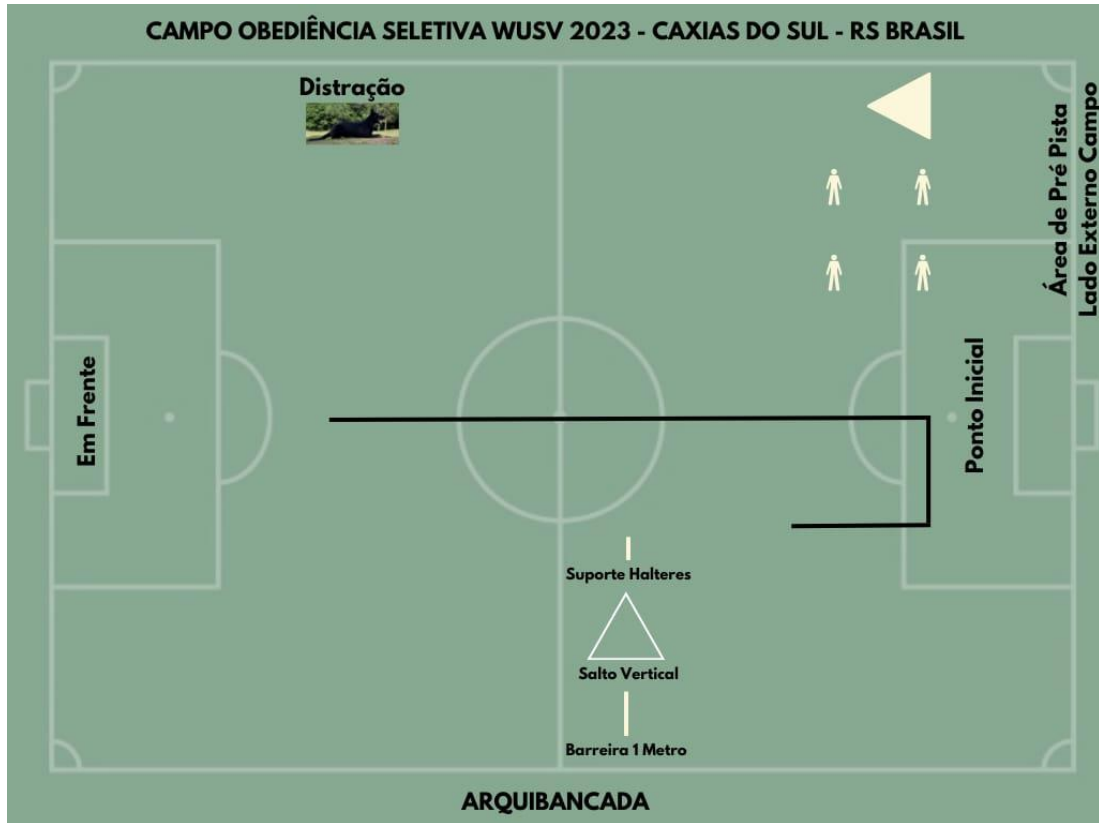 CAMPO OBEDIÊNCIA SELETIVA WUSV 2023 - CAXIAS DO SUL - RS BRASIL
Distração
Área de Pré Pista
Lado Externo Campo
Em Frente
Ponto Inicial
Suporte Halteres
Salto Vertical
Barreira 1 Metro
ARQUIBANCADA